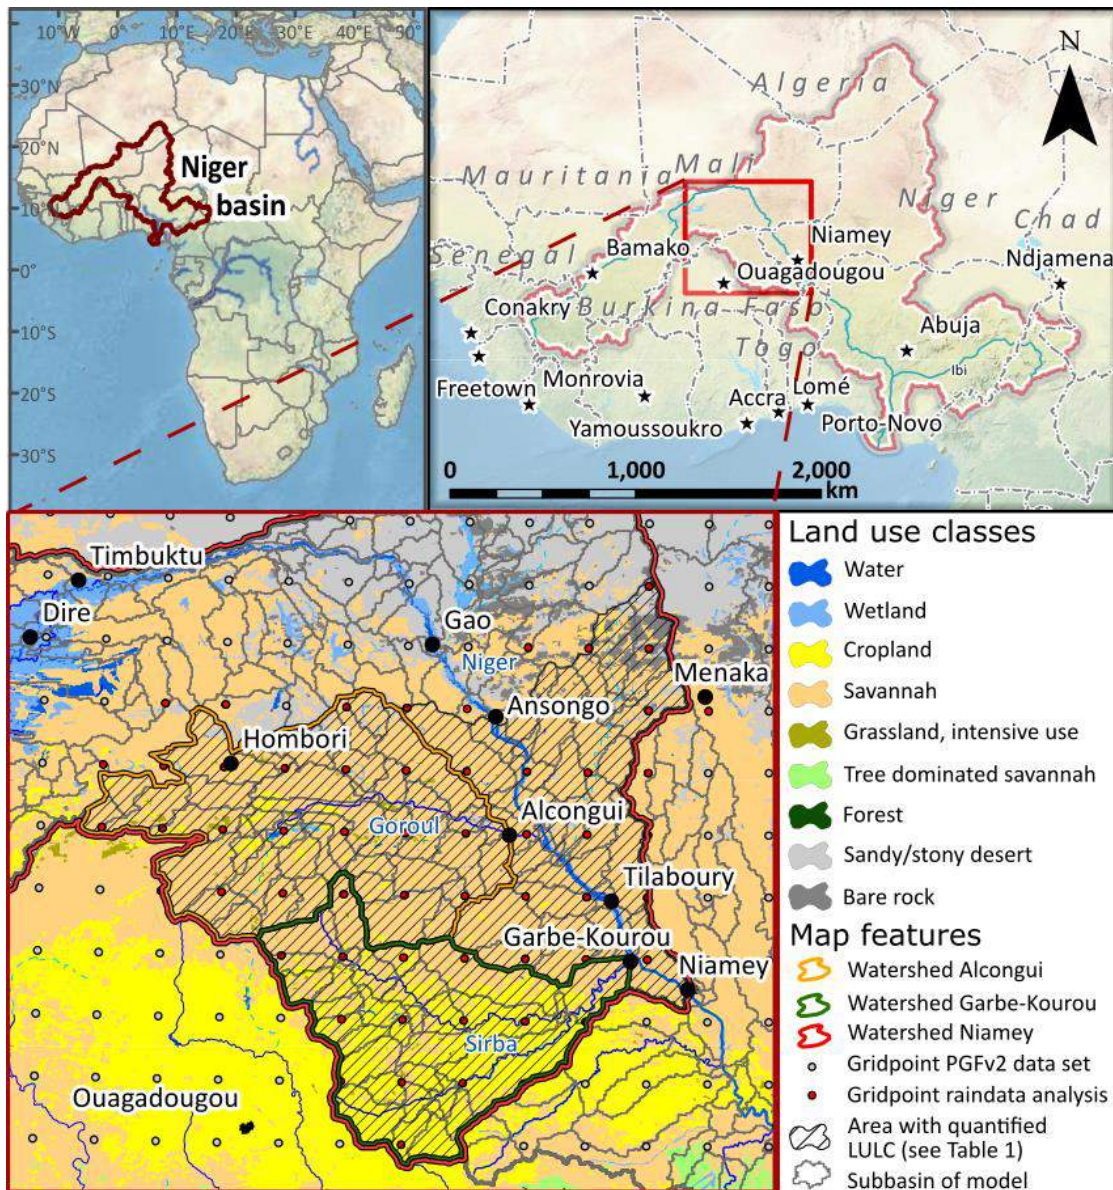 10°W 0° 10°E 20°E 30°E 40°E 50°
30°N
20°N
10°N
0°
10°S
20°S
30°S
Niger
basin
N
Algeria
Mali
Mauritania
Niger
Chad
Senegal
Bamako
Niamey
Ouagadougou
Ndjamena
Conakry
Burkina Faso
Togo
Abuja
Ibi
Freetown
Monrovia
Accra
Lomé
Yamoussoukro
Porto-Novo
0 1,000 2,000
km
Timbuktu
Dire
Gao
Niger
Menaka
Ansongo
Hombori
Goroul
Alcongui
Tilaboury
Garbe-Kourou
Niamey
Sirba
Ouagadougou
Land use classes
Water
Wetland
Cropland
Savannah
Grassland, intensive use
Tree dominated savannah
Forest
Sandy/stony desert
Bare rock
Map features
Watershed Alcongui
Watershed Garbe-Kourou
Watershed Niamey
Gridpoint PGFv2 data set
Gridpoint raindata analysis
Area with quantified
LULC (see Table 1)
Subbasin of model